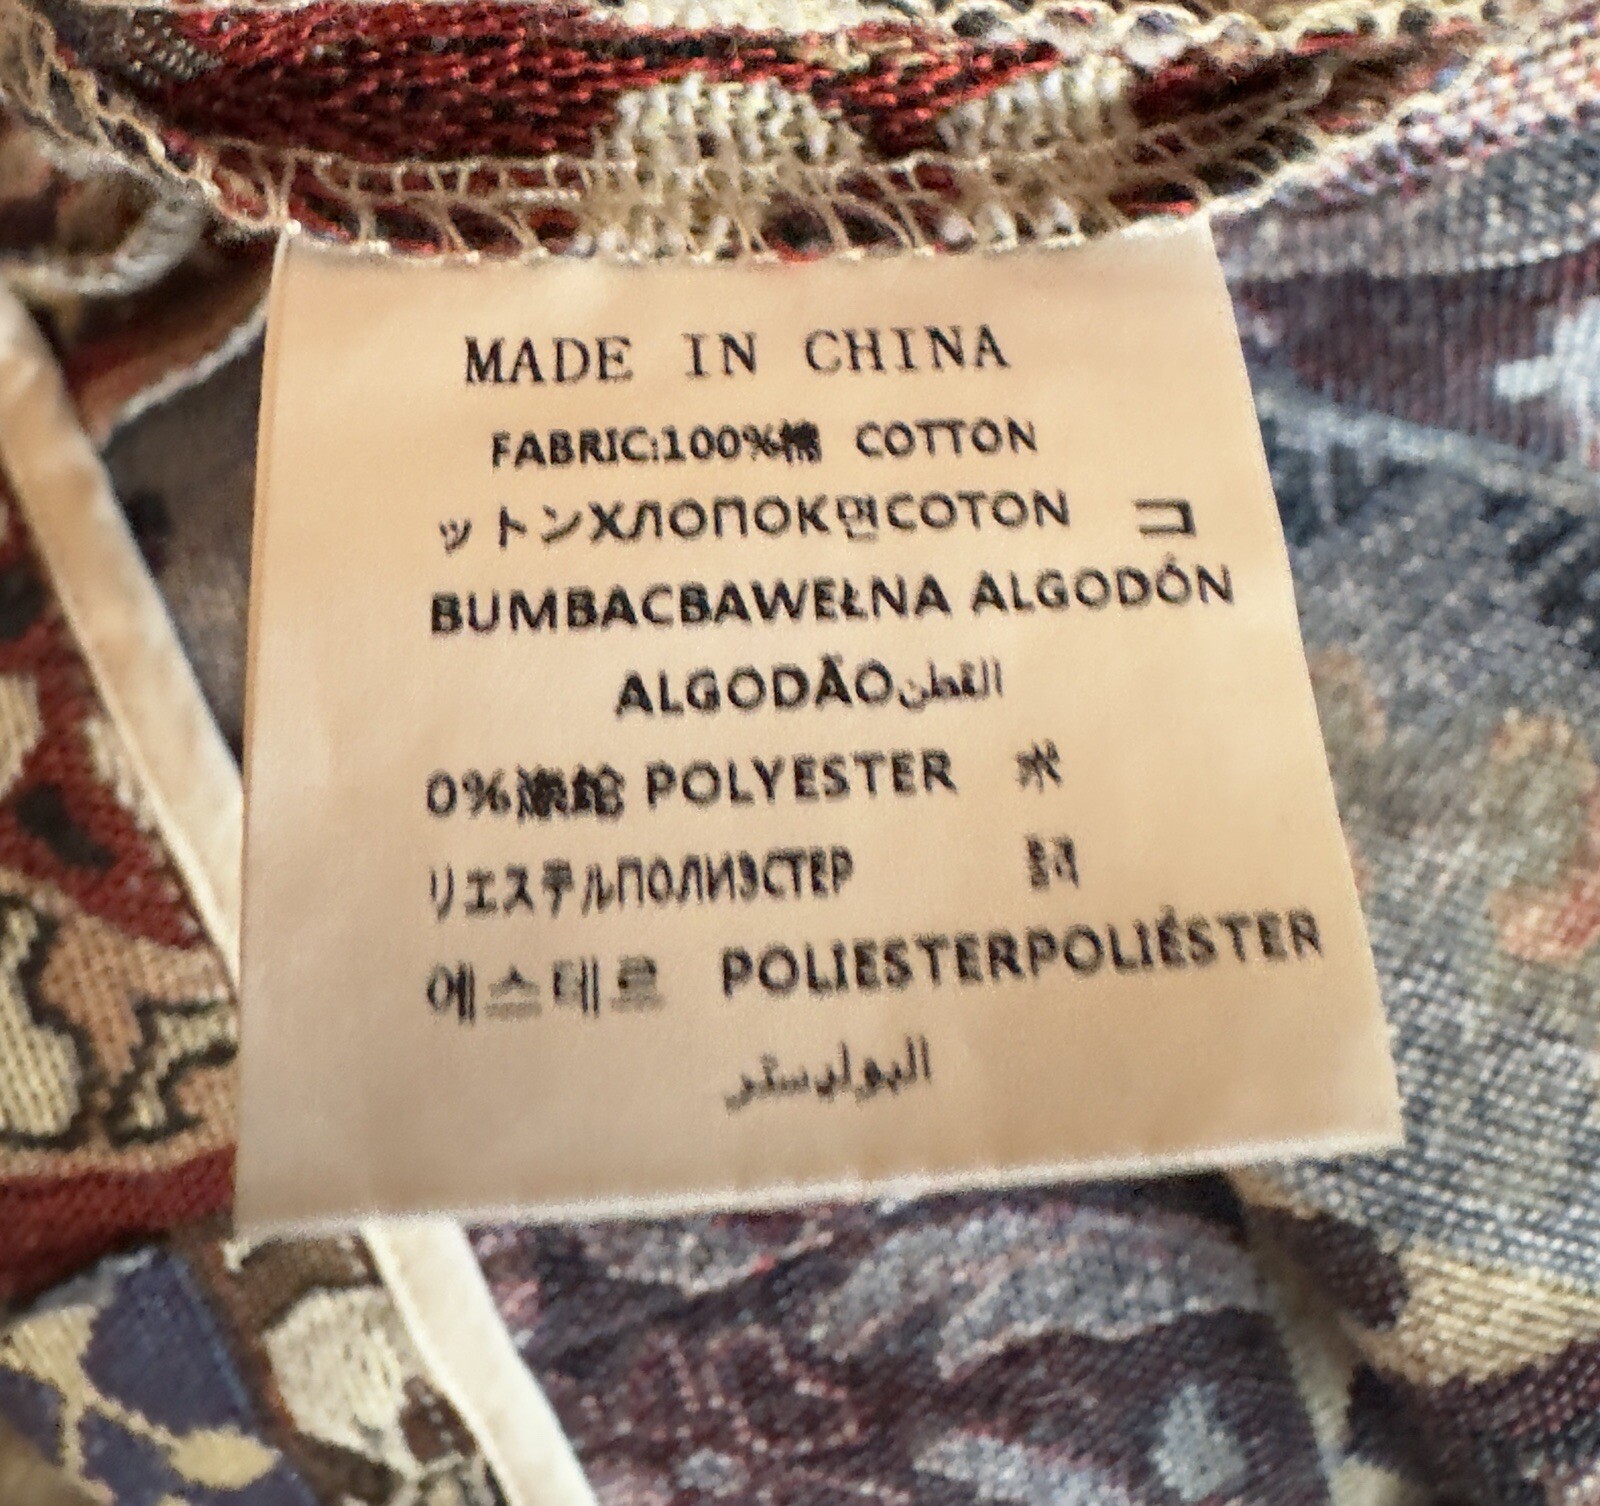 MADE IN CHINA
FABRIC:100%棉 COTTON
ットンХЛОПОК면COTON コ
BUMBACBAWEŁNA ALGODÓN
ALGODÃOالقطن
0%涤纶 POLYESTER ポ
リエステルПОЛИЭСТЕР
에스테르 POLIESTERPOLIÉSTER
البوليستر